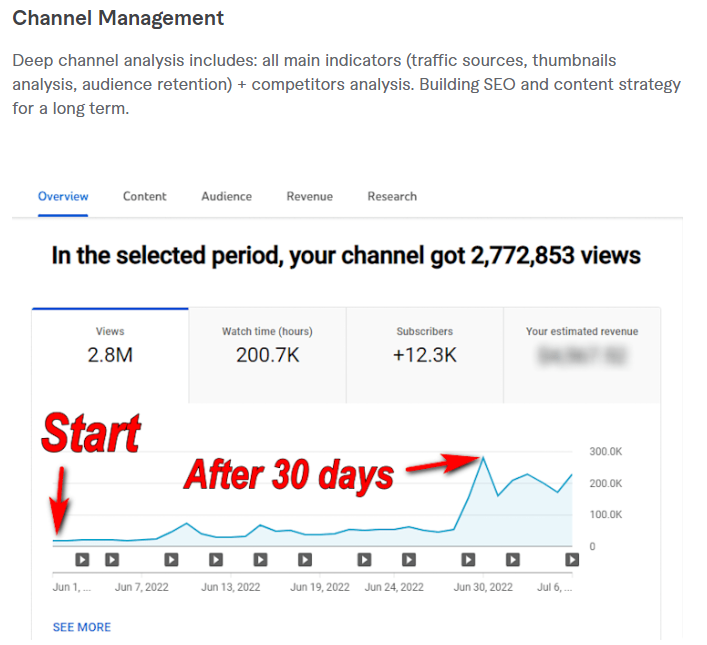 Channel Management
Deep channel analysis includes: all main indicators (traffic sources, thumbnails
analysis, audience retention) + competitors analysis. Building SEO and content strategy
for a long term.
Overview Content Audience Revenue Research
In the selected period, your channel got 2,772,853 views
Views Watch time (hours) Subscribers Your estimated revenue
2.8M 200.7K +12.3K
Start
After 30 days
300.0K
200.0K
100.0K
0
Jun 1, ... Jun 7, 2022 Jun 13, 2022 Jun 19, 2022 Jun 24, 2022 Jun 30, 2022 Jul 6, ...
SEE MORE